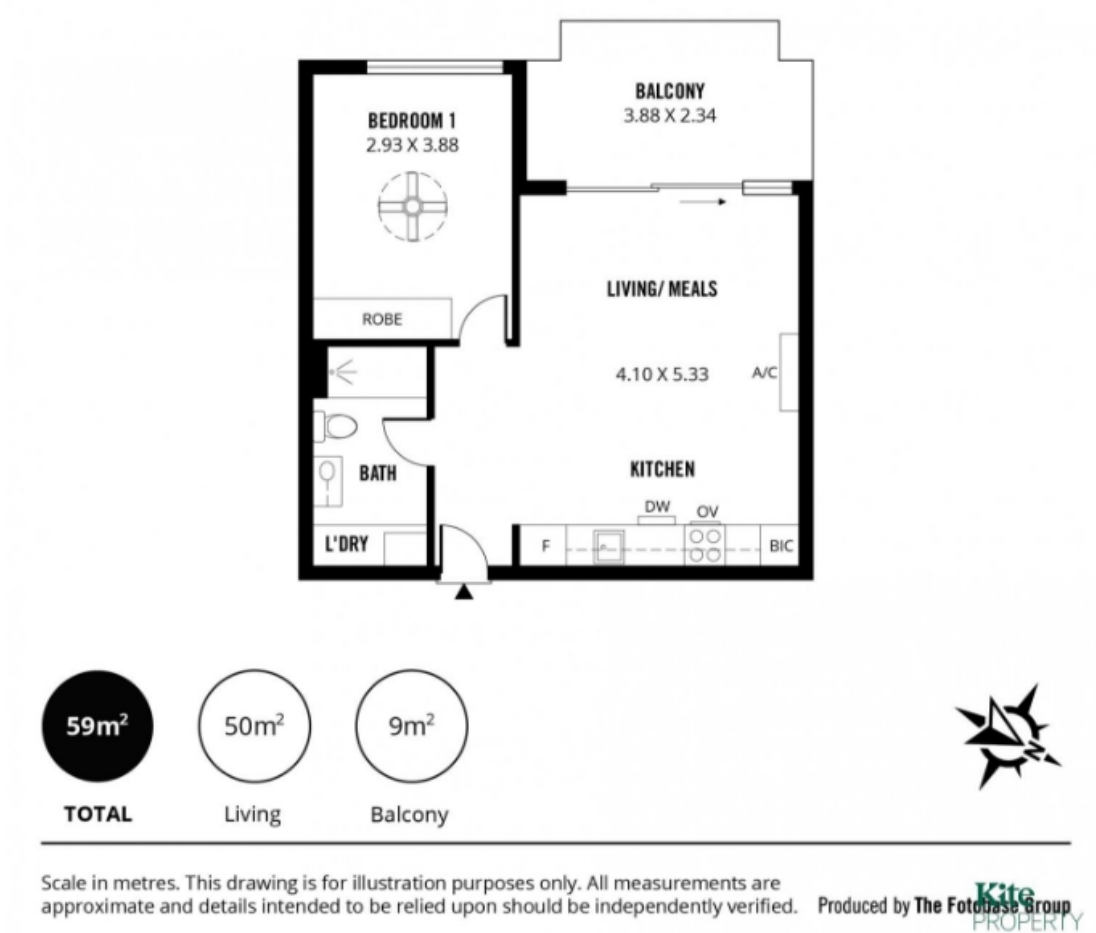 BALCONY
3.88 X 2.34
BEDROOM 1
2.93 X 3.88
ROBE
LIVING/ MEALS
4.10 X 5.33
A/C
BATH
KITCHEN
DW
OV
L'DRY
F
BIC
59m²
50m²
9m²
TOTAL
Living
Balcony
N
Scale in metres. This drawing is for illustration purposes only. All measurements are
approximate and details intended to be relied upon should be independently verified.
Produced by The Fotobase Group
Kite
PROPERTY